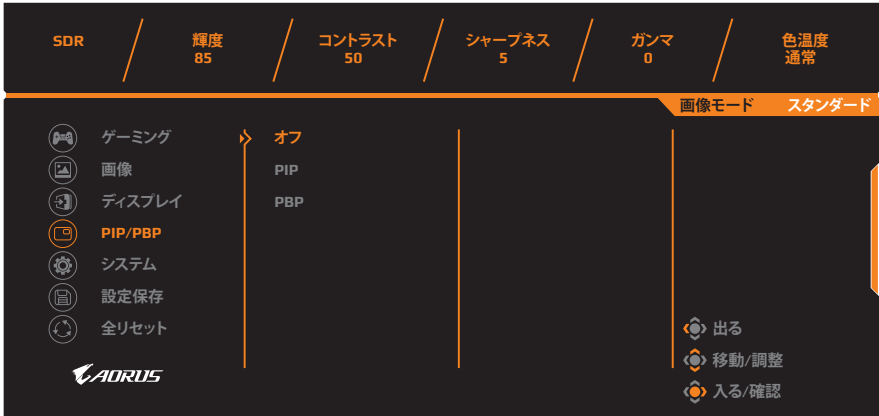 SDR 輝度 コントラスト シャープネス ガンマ 色温度
85 50 5 0 通常
画像モード スタンダード
ゲーミング オフ
画像 PIP
ディスプレイ PBP
PIP/PBP
システム
設定保存
全リセット 出る
移動/調整
AORUS
入る/確認